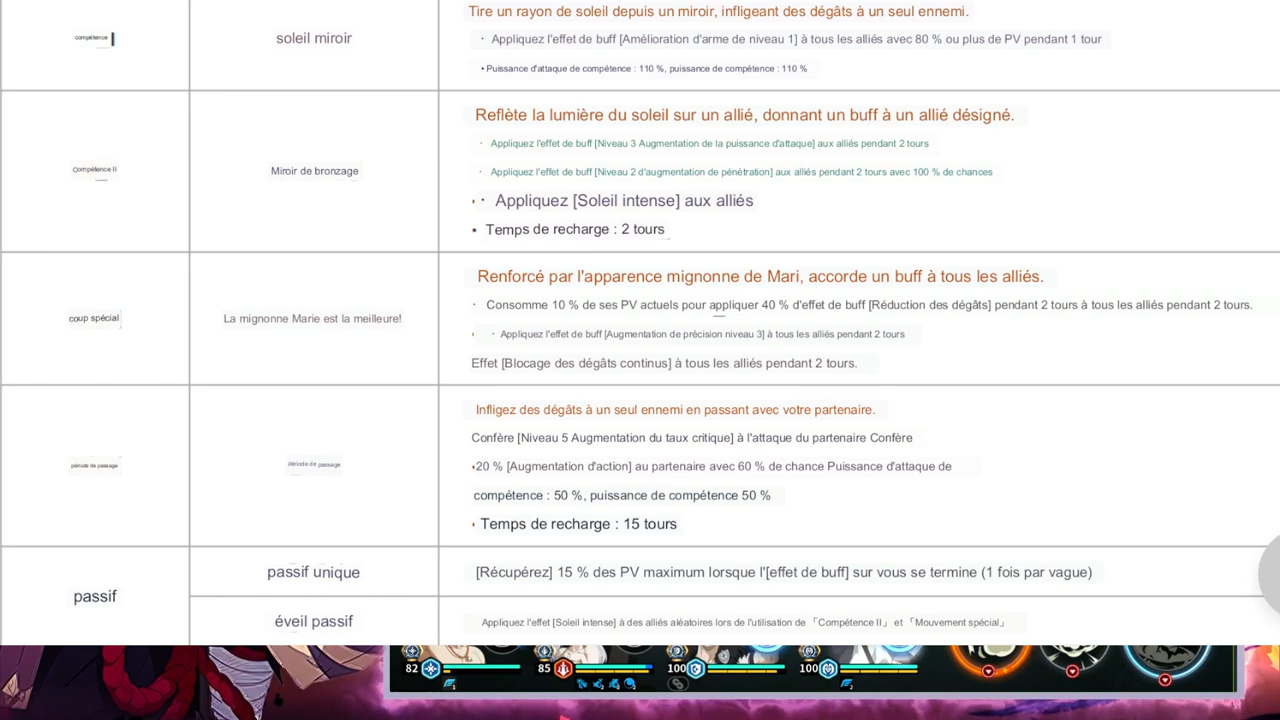 Tire un rayon de soleil depuis un miroir, infligeant des dégâts à un seul ennemi.
compétence
soleil miroir
· Appliquez l'effet de buff [Amélioration d'arme de niveau 1] à tous les alliés avec 80 % ou plus de PV pendant 1 tour
• Puissance d'attaque de compétence : 110 %, puissance de compétence : 110 %
Reflète la lumière du soleil sur un allié, donnant un buff à un allié désigné.
· Appliquez l'effet de buff [Niveau 3 Augmentation de la puissance d'attaque] aux alliés pendant 2 tours
Compétence II
Miroir de bronzage
· Appliquez l'effet de buff [Niveau 2 d'augmentation de pénétration] aux alliés pendant 2 tours avec 100 % de chances
· Appliquez [Soleil intense] aux alliés
• Temps de recharge : 2 tours
Renforcé par l'apparence mignonne de Mari, accorde un buff à tous les alliés.
· Consomme 10 % de ses PV actuels pour appliquer 40 % d'effet de buff [Réduction des dégâts] pendant 2 tours à tous les alliés pendant 2 tours.
coup spécial
La mignonne Marie est la meilleure!
· Appliquez l'effet de buff [Augmentation de précision niveau 3] à tous les alliés pendant 2 tours
Effet [Blocage des dégâts continus] à tous les alliés pendant 2 tours.
Infligez des dégâts à un seul ennemi en passant avec votre partenaire.
Confère [Niveau 5 Augmentation du taux critique] à l'attaque du partenaire Confère
période de passage
période de passage
•20 % [Augmentation d'action] au partenaire avec 60 % de chance Puissance d'attaque de
compétence : 50 %, puissance de compétence 50 %
• Temps de recharge : 15 tours
passif
passif unique
[Récupérez] 15 % des PV maximum lorsque l'[effet de buff] sur vous se termine (1 fois par vague)
éveil passif
Appliquez l'effet [Soleil intense] à des alliés aléatoires lors de l'utilisation de 「Compétence II」 et 「Mouvement spécial」
82
85
100
100